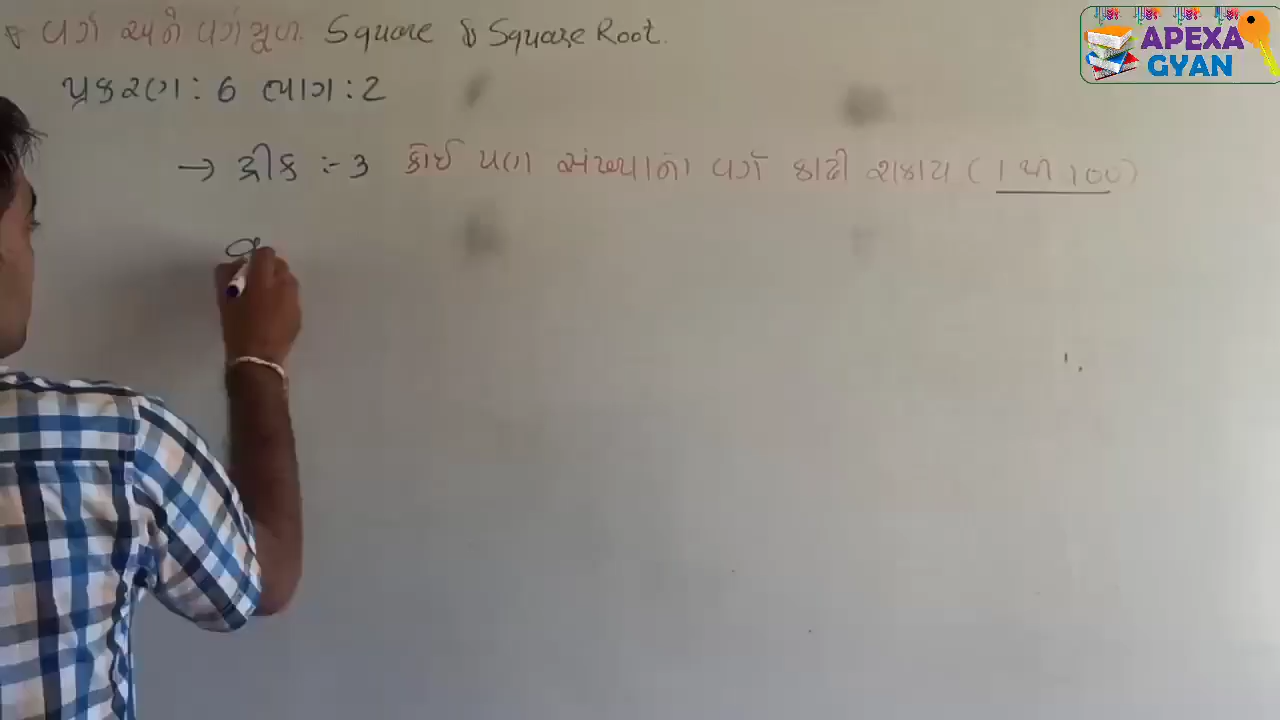 વર્ગ અને વર્ગમૂળ Square & Square Root.
પ્રકરણ : 6 ભાગ : 2
→ ટ્રીક :- 3 કોઈ પણ સંખ્યાનો વર્ગ કાઢી શકાય ( 1 થી 100 )
APEXA
GYAN